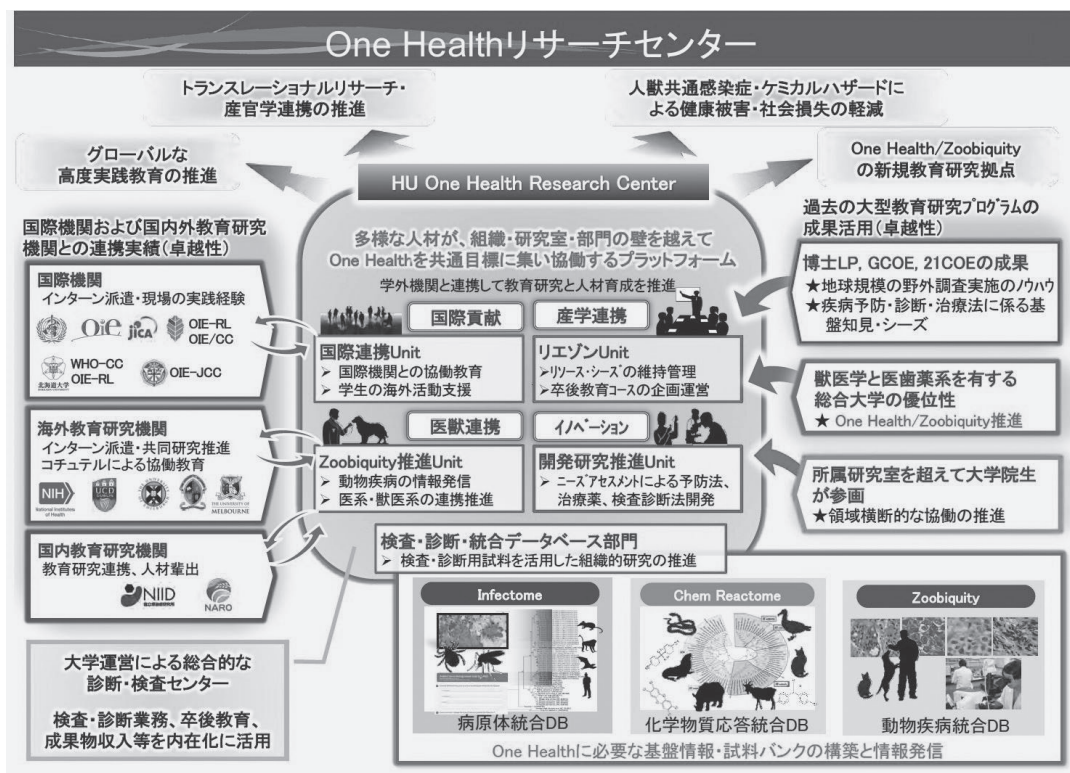 One Healthリサーチセンター
トランスレーショナルリサーチ・
産官学連携の推進
人獣共通感染症・ケミカルハザードに
よる健康被害・社会損失の軽減
グローバルな
高度実践教育の推進
One Health/Zoobiquity
の新規教育研究拠点
HU One Health Research Center
国際機関および国内外教育研究
機関との連携実績(卓越性)
国際機関
インターン派遣・現場の実践経験
OIE
JICA
OIE-RL
OIE/CC
北海道大学
WHO-CC
OIE-RL
OIE-JCC
海外教育研究機関
インターン派遣・共同研究推進
コチュテルによる協働教育
NIH
National Institutes
of Health
UCD
THE UNIVERSITY OF
MELBOURNE
国内教育研究機関
教育研究連携、人材輩出
NIID
NARO
大学運営による総合的な
診断・検査センター
検査・診断業務、卒後教育、
成果物収入等を内在化に活用
多様な人材が、組織・研究室・部門の壁を越えて
One Healthを共通目標に集い協働するプラットフォーム
学外機関と連携して教育研究と人材育成を推進
国際貢献
産学連携
国際連携Unit
➢ 国際機関との協働教育
➢ 学生の海外活動支援
リエゾンUnit
➢リソース・シーズの維持管理
➢卒後教育コースの企画運営
医獣連携
イノベーション
Zoobiquity推進Unit
➢ 動物疾病の情報発信
➢ 医系・獣医系の連携推進
開発研究推進Unit
➢ ニーズアセスメントによる予防法、
治療薬、検査診断法開発
検査・診断・統合データベース部門
➢ 検査・診断用試料を活用した組織的研究の推進
過去の大型教育研究プログラムの
成果活用(卓越性)
博士LP, GCOE, 21COEの成果
★地球規模の野外調査実施のノウハウ
★疾病予防・診断・治療法に係る基
盤知見・シーズ
獣医学と医歯薬系を有する
総合大学の優位性
★ One Health/Zoobiquity推進
所属研究室を超えて大学院生
が参画
★領域横断的な協働の推進
Infectome
病原体統合DB
Chem Reactome
化学物質応答統合DB
Zoobiquity
動物疾病統合DB
One Healthに必要な基盤情報・試料バンクの構築と情報発信